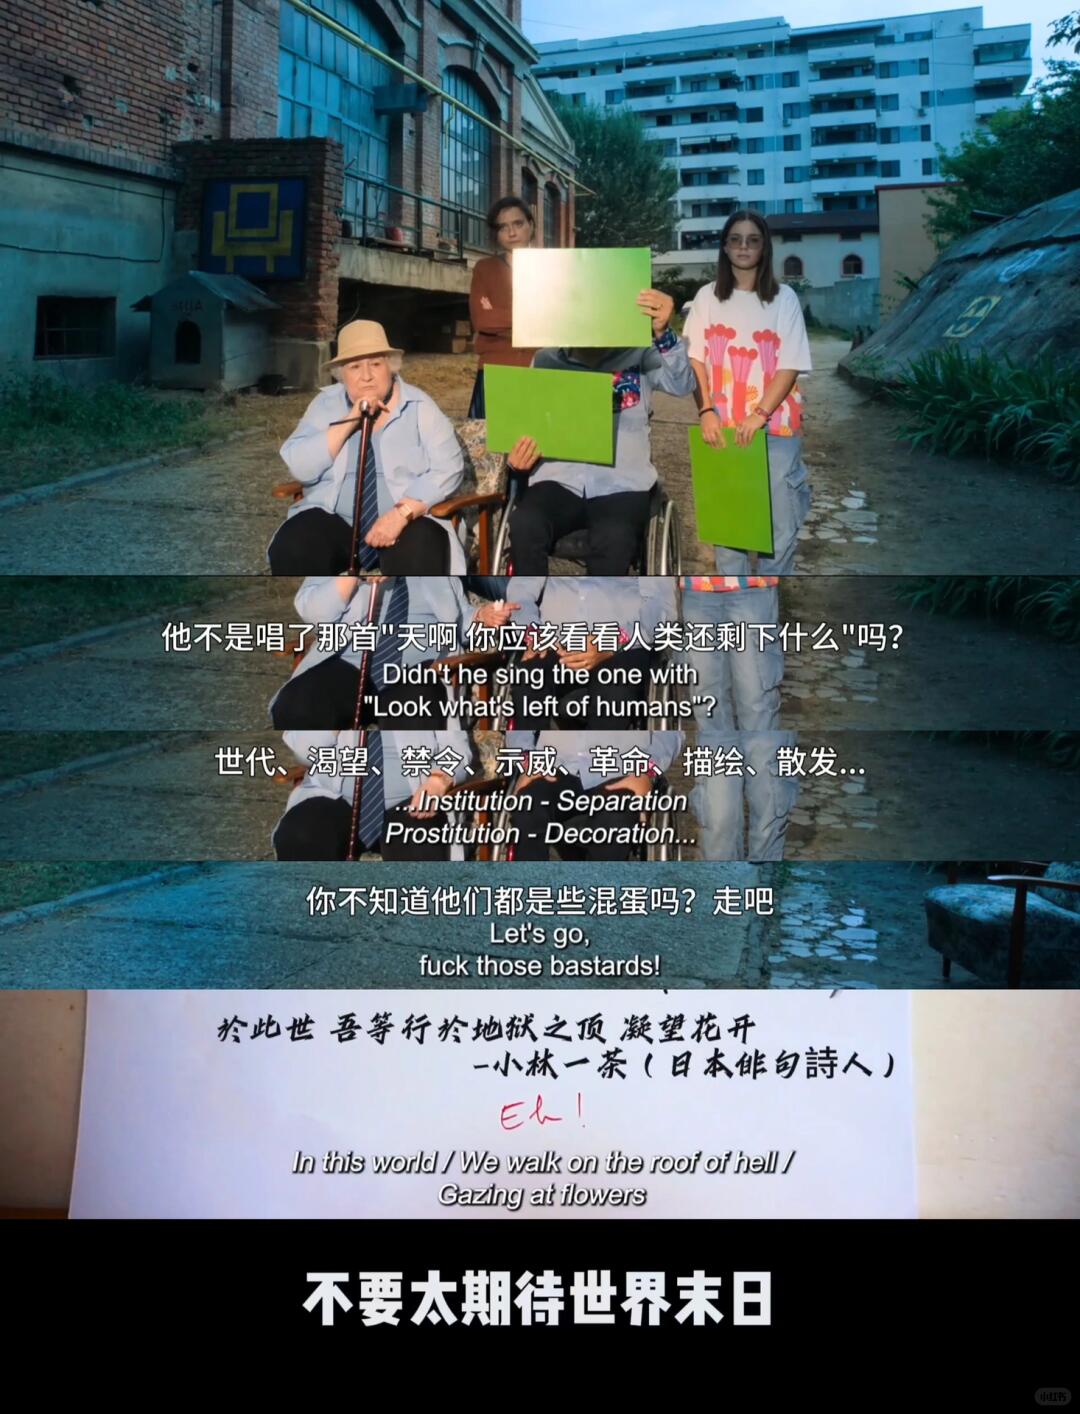 他不是唱了那首"天啊 你应该看看人类还剩下什么"吗?
Didn't he sing the one with
"Look what's left of humans"?
世代、渴望、禁令、示威、革命、描绘、散发...
...Institution - Separation
Prostitution - Decoration...
你不知道他们都是些混蛋吗？走吧
Let's go,
fuck those bastards!
於此世 吾等行於地狱之顶 凝望花开
-小林一茶（日本俳句詩人）
Eh!
In this world / We walk on the roof of hell /
Gazing at flowers
不要太期待世界末日
小红书